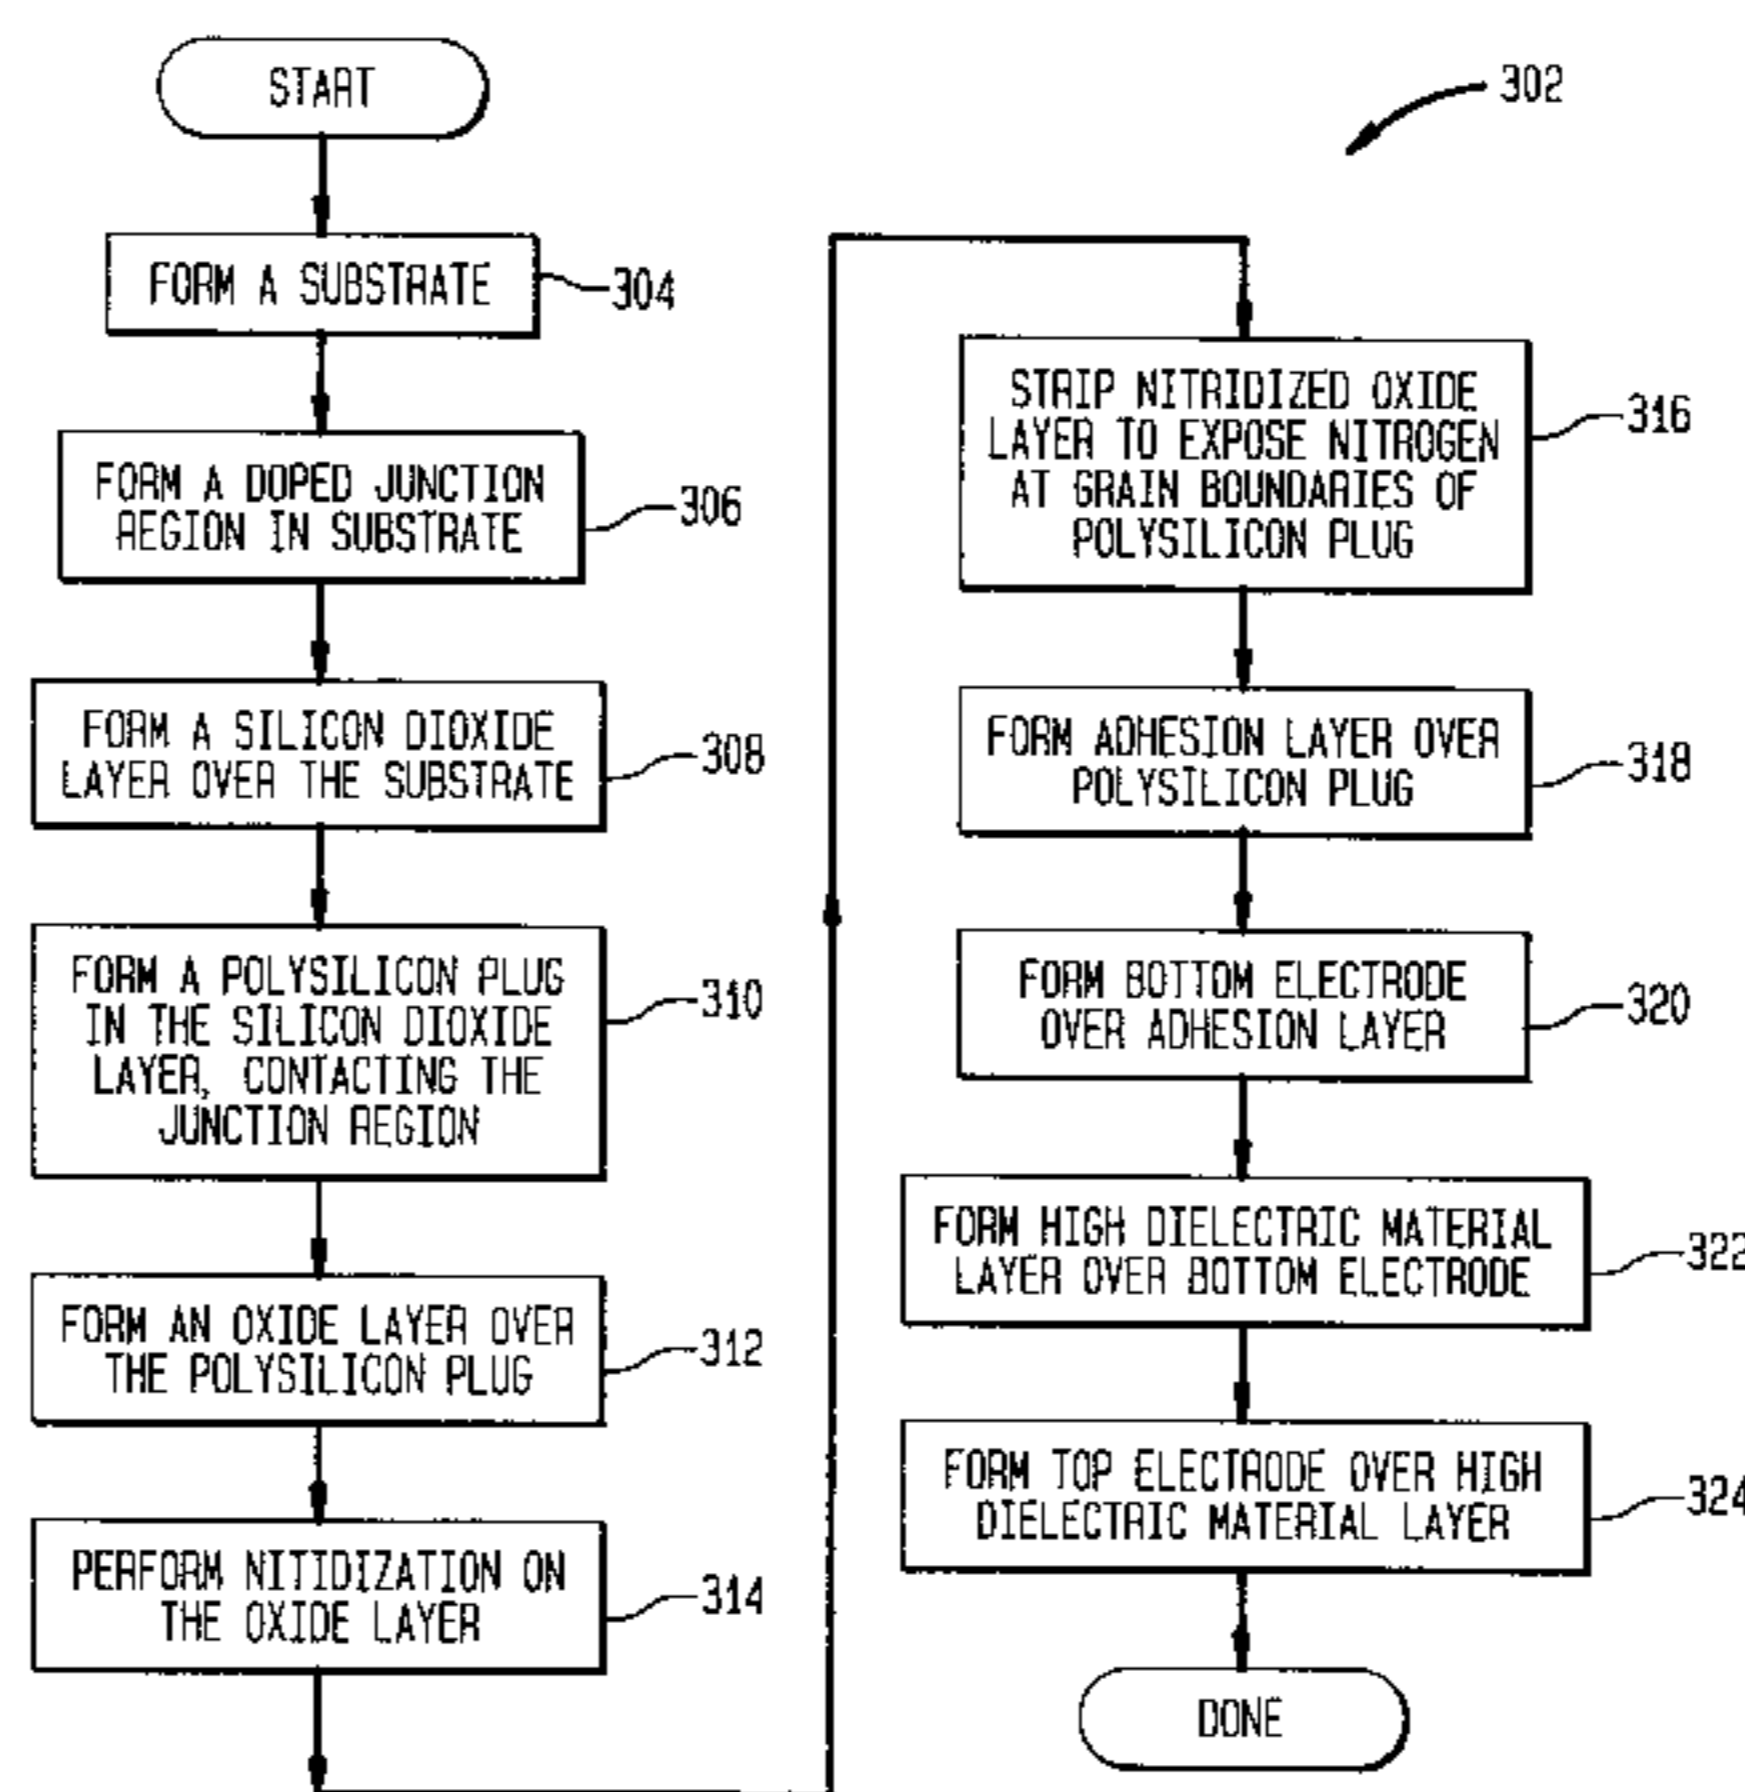 START
302
FORM A SUBSTRATE
304
FORM A DOPED JUNCTION
REGION IN SUBSTRATE
306
FORM A SILICON DIOXIDE
LAYER OVER THE SUBSTRATE
308
FORM A POLYSILICON PLUG
IN THE SILICON DIOXIDE
LAYER, CONTACTING THE
JUNCTION REGION
310
FORM AN OXIDE LAYER OVER
THE POLYSILICON PLUG
312
PERFORM NITIDIZATION ON
THE OXIDE LAYER
314
STRIP NITRIDIZED OXIDE
LAYER TO EXPOSE NITROGEN
AT GRAIN BOUNDARIES OF
POLYSILICON PLUG
316
FORM ADHESION LAYER OVER
POLYSILICON PLUG
318
FORM BOTTOM ELECTRODE
OVER ADHESION LAYER
320
FORM HIGH DIELECTRIC MATERIAL
LAYER OVER BOTTOM ELECTRODE
322
FORM TOP ELECTRODE OVER HIGH
DIELECTRIC MATERIAL LAYER
324
DONE